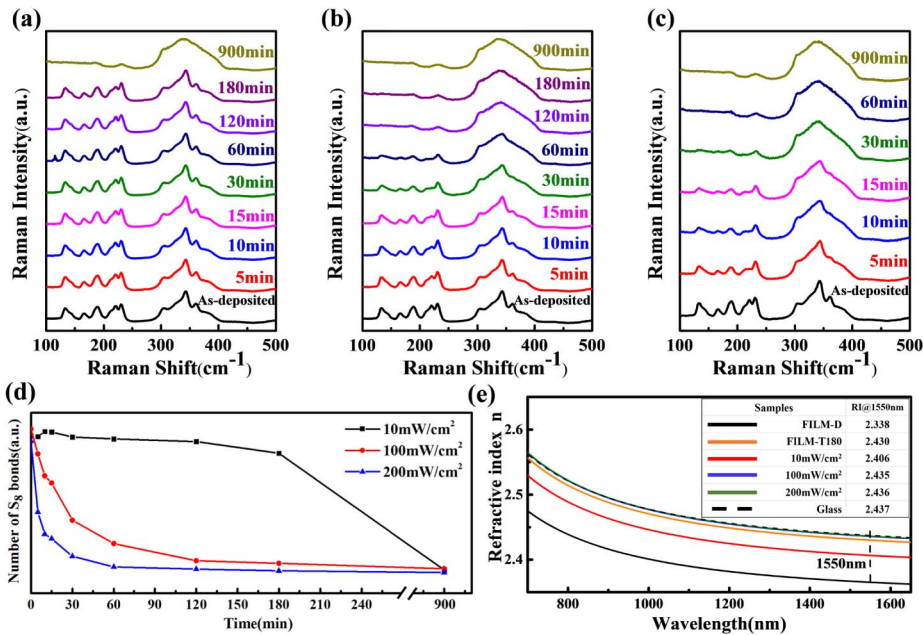 (a)
900min
180min
120min
60min
30min
15min
10min
5min
As-deposited
Raman Intensity(a.u.)
100 200 300 400 500
Raman Shift(cm-1)
(b)
900min
180min
120min
60min
30min
15min
10min
5min
As-deposited
Raman Intensity(a.u.)
100 200 300 400 500
Raman Shift(cm-1)
(c)
900min
60min
30min
15min
10min
5min
As-deposited
Raman Intensity(a.u.)
100 200 300 400 500
Raman Shift(cm-1)
(d)
10mW/cm2
100mW/cm2
200mW/cm2
Number of S8 bonds(a.u.)
0 30 60 90 120 150 180 210 240 900
Time(min)
(e)
Samples RI@1550nm
FILM-D 2.338
FILM-T180 2.430
10mW/cm2 2.406
100mW/cm2 2.435
200mW/cm2 2.436
Glass 2.437
1550nm
Refractive index n
2.6
2.5
2.4
800 1000 1200 1400 1600
Wavelength(nm)